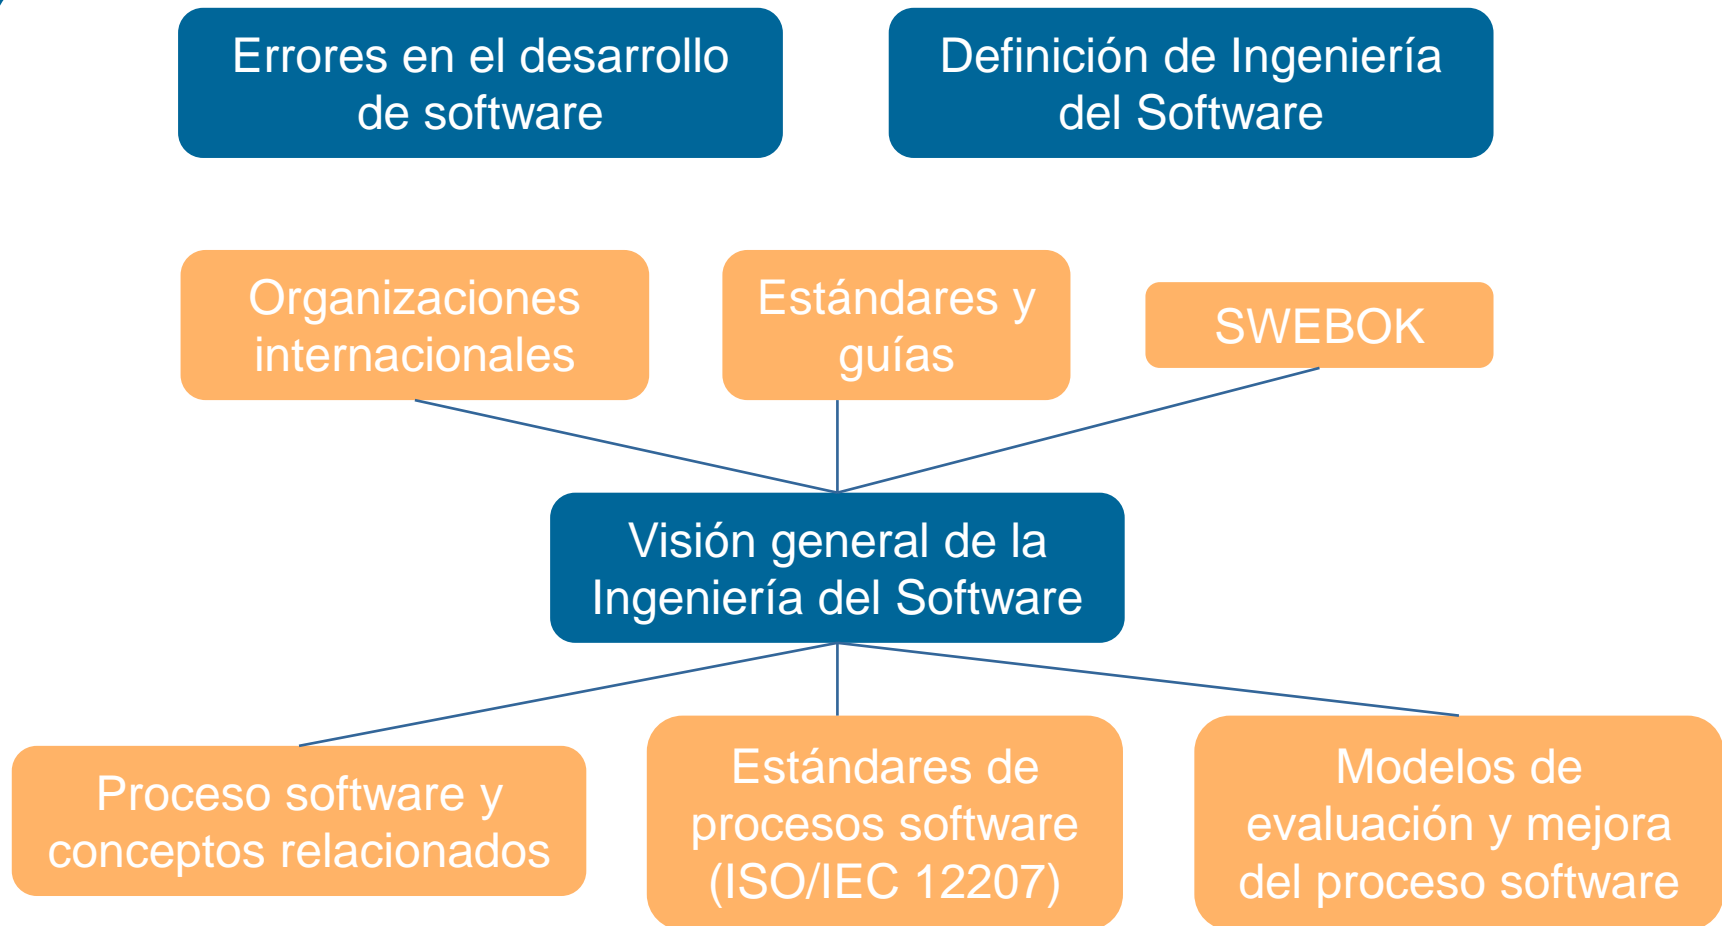 Errores en el desarrollo
de software
Definición de Ingeniería
del Software
Organizaciones
internacionales
Estándares y
guías
SWEBOK
Visión general de la
Ingeniería del Software
Proceso software y
conceptos relacionados
Estándares de
procesos software
(ISO/IEC 12207)
Modelos de
evaluación y mejora
del proceso software